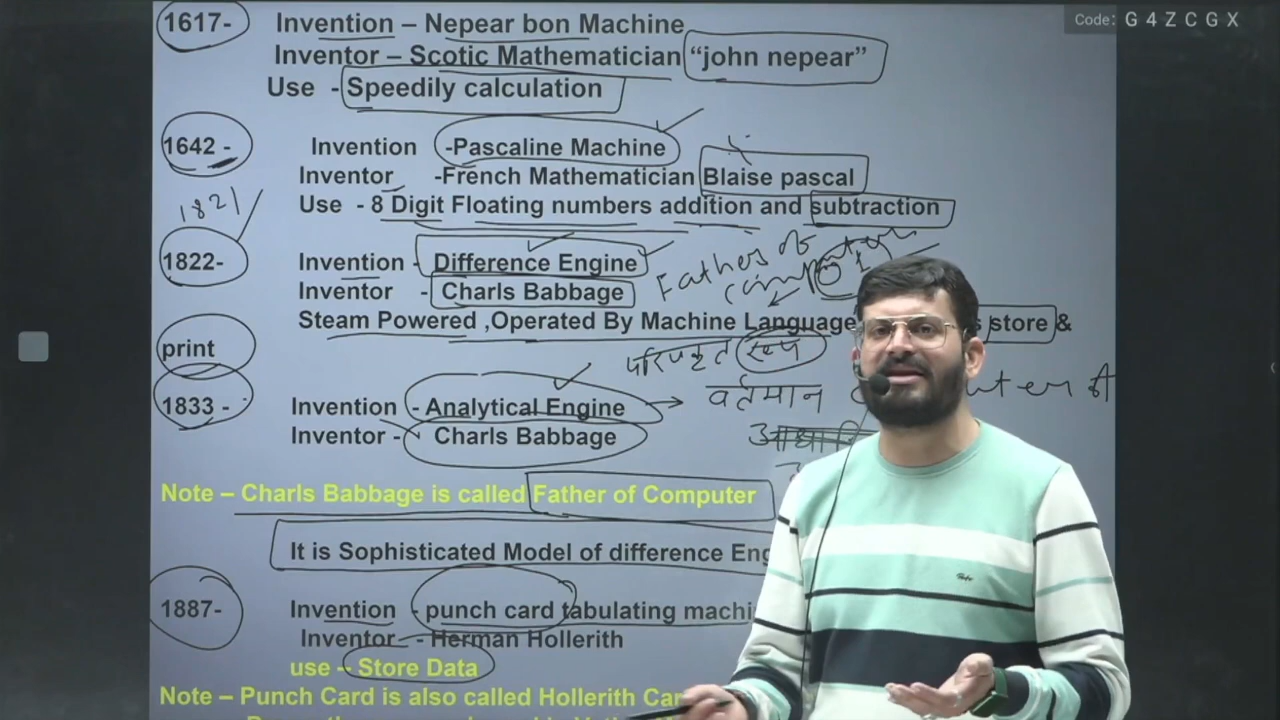 Code: G 4 Z C G X
1617- Invention – Nepear bon Machine
Inventor – Scotic Mathematician “john nepear”
Use - Speedily calculation
1642 - Invention -Pascaline Machine
Inventor -French Mathematician Blaise pascal
Use - 8 Digit Floating numbers addition and subtraction
1821
1822- Invention - Difference Engine
Fathers of
computer
Inventor - Charls Babbage
Steam Powered ,Operated By Machine Language store &
print
परिष्कृत रूप
1833 - Invention - Analytical Engine
वर्तमान
Inventor - Charls Babbage
Note – Charls Babbage is called Father of Computer
It is Sophisticated Model of difference
1887- Invention - punch card tabulating
Inventor - Herman Hollerith
use – Store Data
Note – Punch Card is also called Hollerith